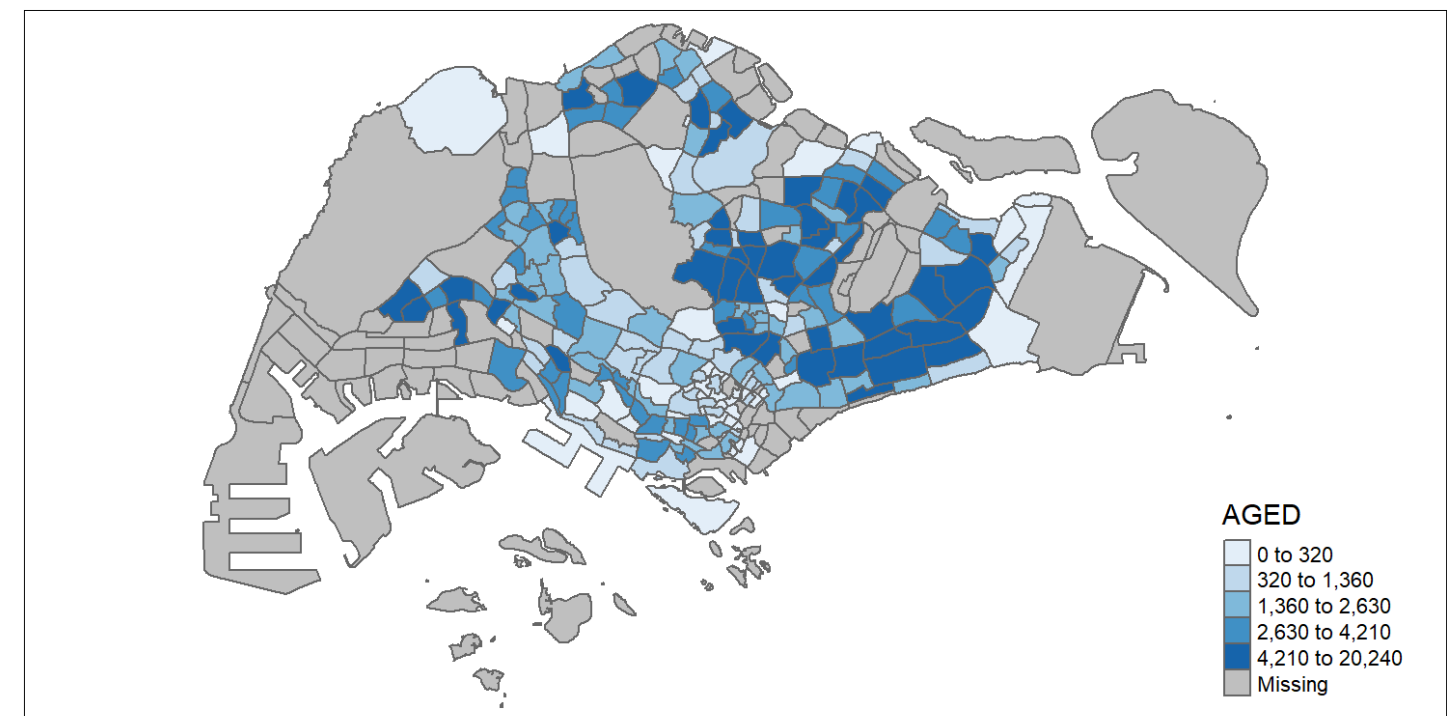 AGED
0 to 320
320 to 1,360
1,360 to 2,630
2,630 to 4,210
4,210 to 20,240
Missing